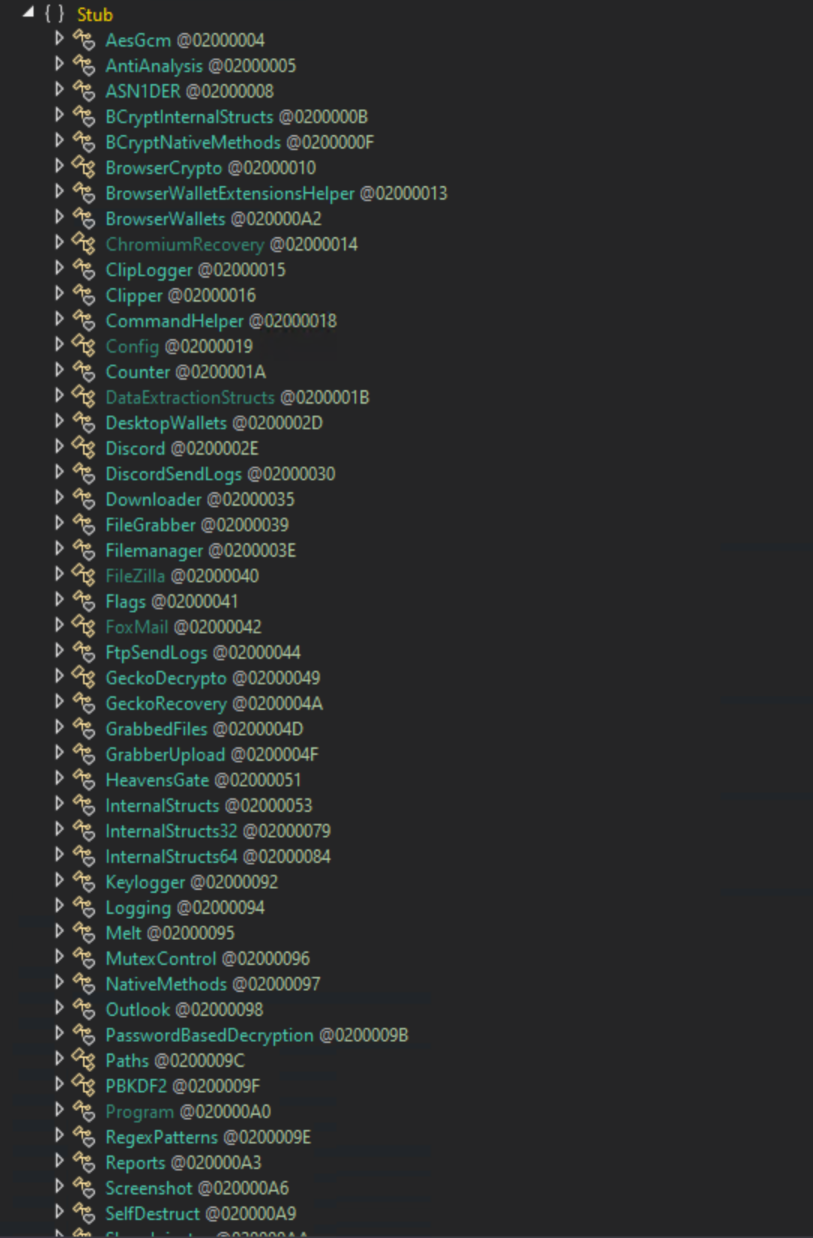 { } Stub
AesGcm @02000004
AntiAnalysis @02000005
ASN1DER @02000008
BCryptInternalStructs @0200000B
BCryptNativeMethods @0200000F
BrowserCrypto @02000010
BrowserWalletExtensionsHelper @02000013
BrowserWallets @020000A2
ChromiumRecovery @02000014
ClipLogger @02000015
Clipper @02000016
CommandHelper @02000018
Config @02000019
Counter @0200001A
DataExtractionStructs @0200001B
DesktopWallets @0200002D
Discord @0200002E
DiscordSendLogs @02000030
Downloader @02000035
FileGrabber @02000039
Filemanager @0200003E
FileZilla @02000040
Flags @02000041
FoxMail @02000042
FtpSendLogs @02000044
GeckoDecrypto @02000049
GeckoRecovery @0200004A
GrabbedFiles @0200004D
GrabberUpload @0200004F
HeavensGate @02000051
InternalStructs @02000053
InternalStructs32 @02000079
InternalStructs64 @02000084
Keylogger @02000092
Logging @02000094
Melt @02000095
MutexControl @02000096
NativeMethods @02000097
Outlook @02000098
PasswordBasedDecryption @0200009B
Paths @0200009C
PBKDF2 @0200009F
Program @020000A0
RegexPatterns @0200009E
Reports @020000A3
Screenshot @020000A6
SelfDestruct @020000A9